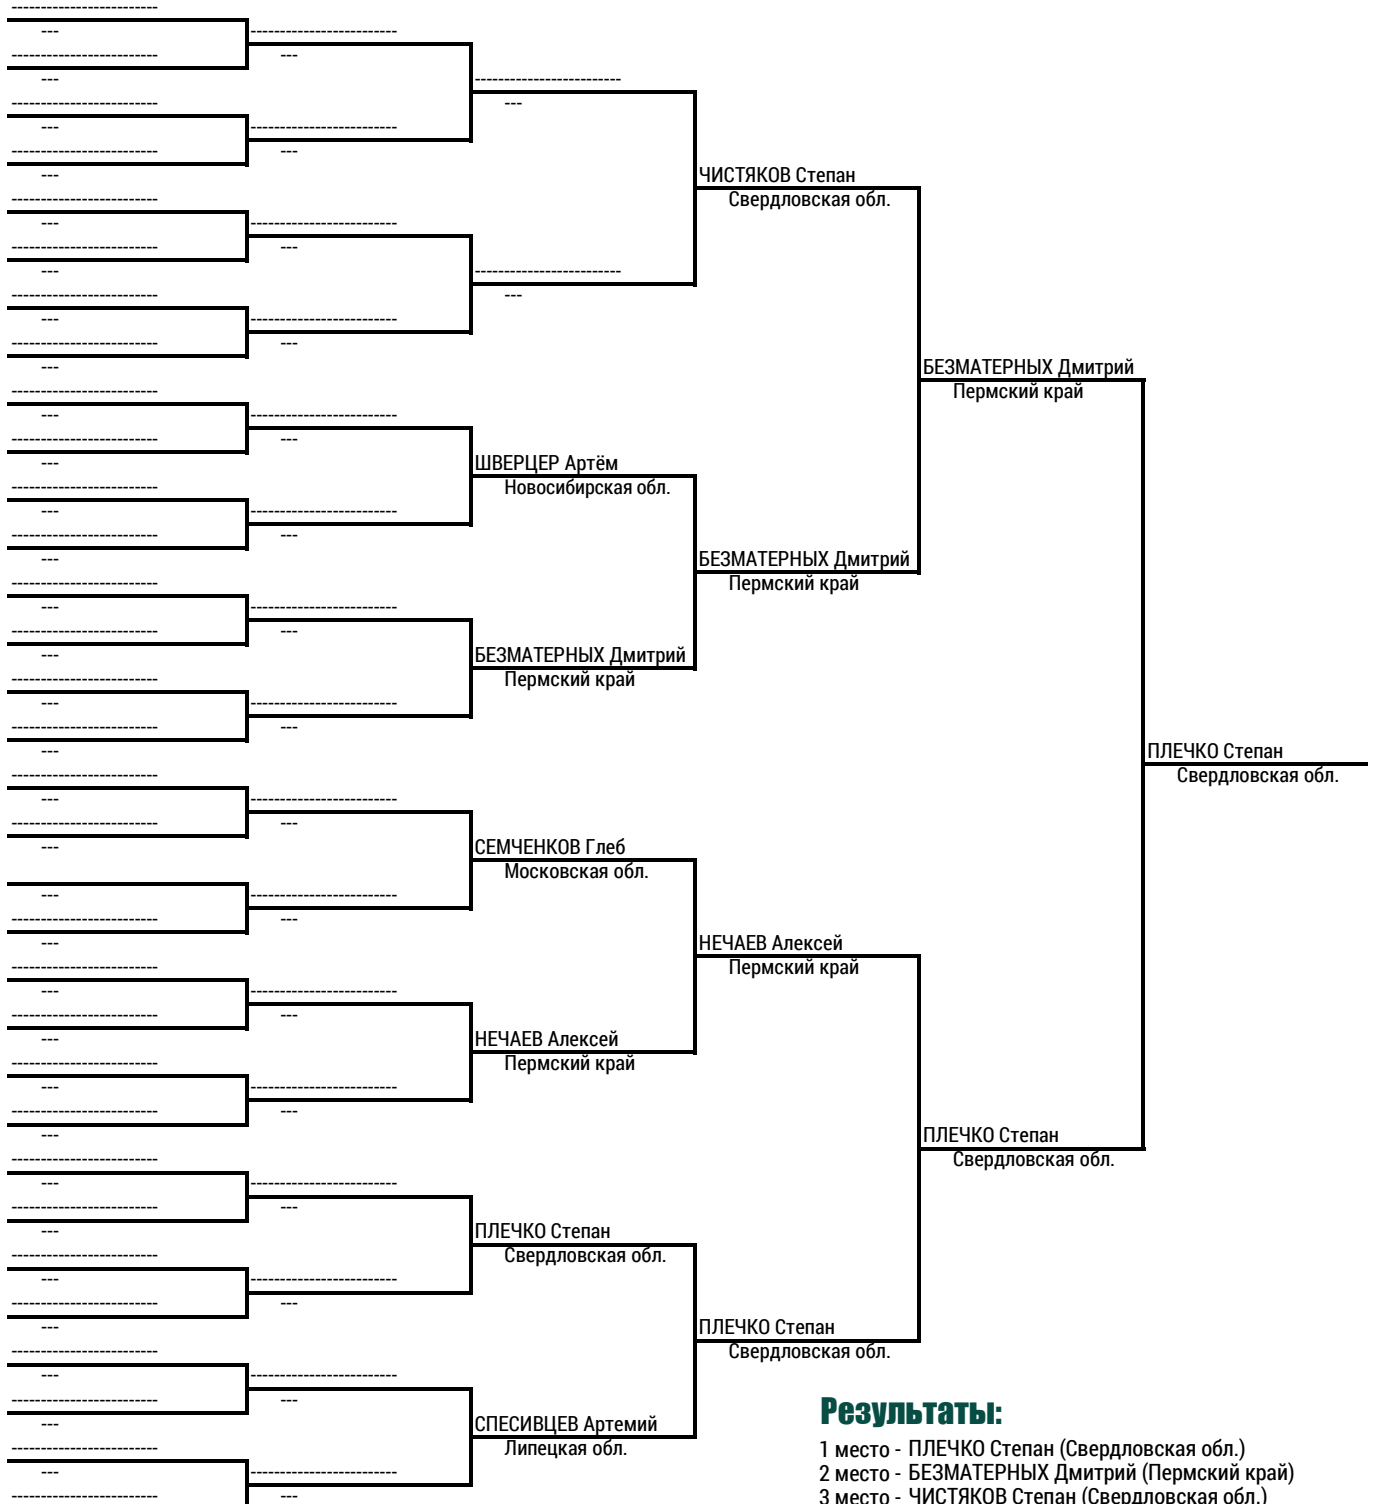 -------------------------
---
-------------------------
-------------------------
---
---
-------------------------
-------------------------
---
---
-------------------------
-------------------------
---
---
ЧИСТЯКОВ Степан
Свердловская обл.
-------------------------
-------------------------
---
---
-------------------------
-------------------------
---
---
-------------------------
-------------------------
---
---
БЕЗМАТЕРНЫХ Дмитрий
Пермский край
-------------------------
-------------------------
---
---
ШВЕРЦЕР Артём
Новосибирская обл.
-------------------------
-------------------------
---
---
БЕЗМАТЕРНЫХ Дмитрий
Пермский край
-------------------------
-------------------------
---
---
БЕЗМАТЕРНЫХ Дмитрий
Пермский край
-------------------------
-------------------------
---
---
ПЛЕЧКО Степан
Свердловская обл.
-------------------------
-------------------------
---
---
СЕМЧЕНКОВ Глеб
Московская обл.
-------------------------
---
---
НЕЧАЕВ Алексей
Пермский край
-------------------------
-------------------------
---
---
НЕЧАЕВ Алексей
Пермский край
-------------------------
-------------------------
---
---
ПЛЕЧКО Степан
Свердловская обл.
-------------------------
-------------------------
---
---
ПЛЕЧКО Степан
Свердловская обл.
-------------------------
-------------------------
---
---
ПЛЕЧКО Степан
Свердловская обл.
-------------------------
-------------------------
---
---
СПЕСИВЦЕВ Артемий
Липецкая обл.
-------------------------
-------------------------
---
---
Результаты:
1 место - ПЛЕЧКО Степан (Свердловская обл.)
2 место - БЕЗМАТЕРНЫХ Дмитрий (Пермский край)
3 место - ЧИСТЯКОВ Степан (Свердловская обл.)